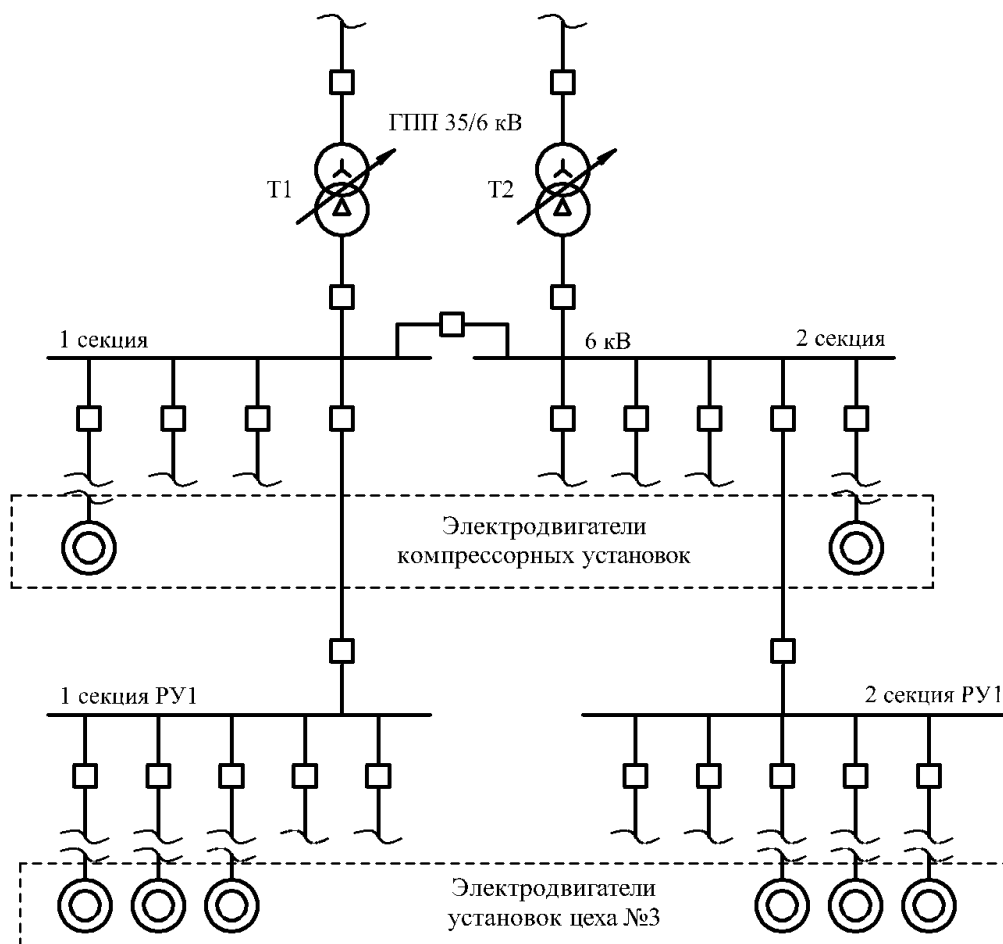 ГПП 35/6 кВ
Т1
Т2
1 секция
6 кВ
2 секция
Электродвигатели
компрессорных установок
1 секция РУ1
2 секция РУ1
Электродвигатели
установок цеха №3